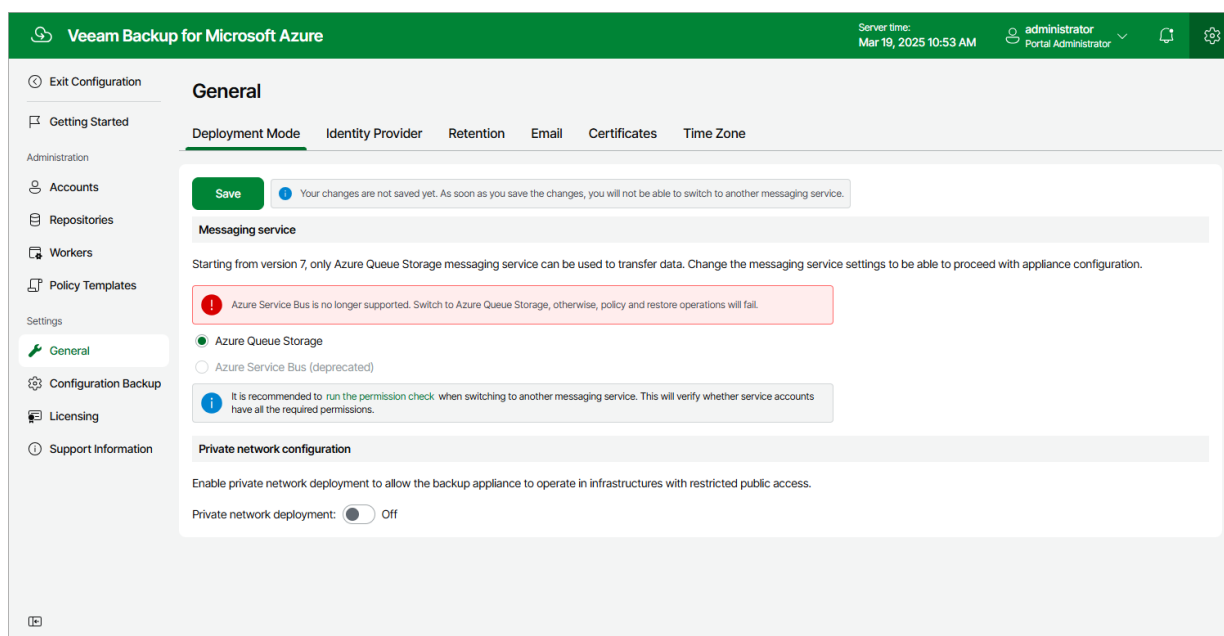 Veeam Backup for Microsoft Azure
Server time:
Mar 19, 2025 10:53 AM
administrator
Portal Administrator
Exit Configuration
Getting Started
Administration
Accounts
Repositories
Workers
Policy Templates
Settings
General
Configuration Backup
Licensing
Support Information
General
Deployment Mode Identity Provider Retention Email Certificates Time Zone
Save
Your changes are not saved yet. As soon as you save the changes, you will not be able to switch to another messaging service.
Messaging service
Starting from version 7, only Azure Queue Storage messaging service can be used to transfer data. Change the messaging service settings to be able to proceed with appliance configuration.
Azure Service Bus is no longer supported. Switch to Azure Queue Storage, otherwise, policy and restore operations will fail.
Azure Queue Storage
Azure Service Bus (deprecated)
It is recommended to run the permission check when switching to another messaging service. This will verify whether service accounts
have all the required permissions.
Private network configuration
Enable private network deployment to allow the backup appliance to operate in infrastructures with restricted public access.
Private network deployment: Off